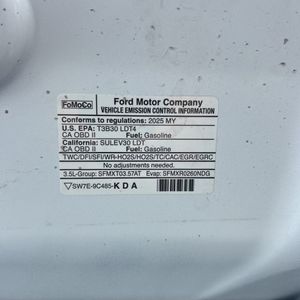 FoMoCo
Ford Motor Company
VEHICLE EMISSION CONTROL INFORMATION
Conforms to regulations: 2025 MY
U.S. EPA: T3B30 LDT4
CA OBD II Fuel: Gasoline
California: SULEV30 LDT
CA OBD II Fuel: Gasoline
TWC/DFI/SFI/WR-HO2S/HO2S/TC/CAC/EGR/EGRC
No adjustments needed.
3.5L-Group: SFMXT03.57AT Evap: SFMXR0260NDG
SW7E-9C485-KDA